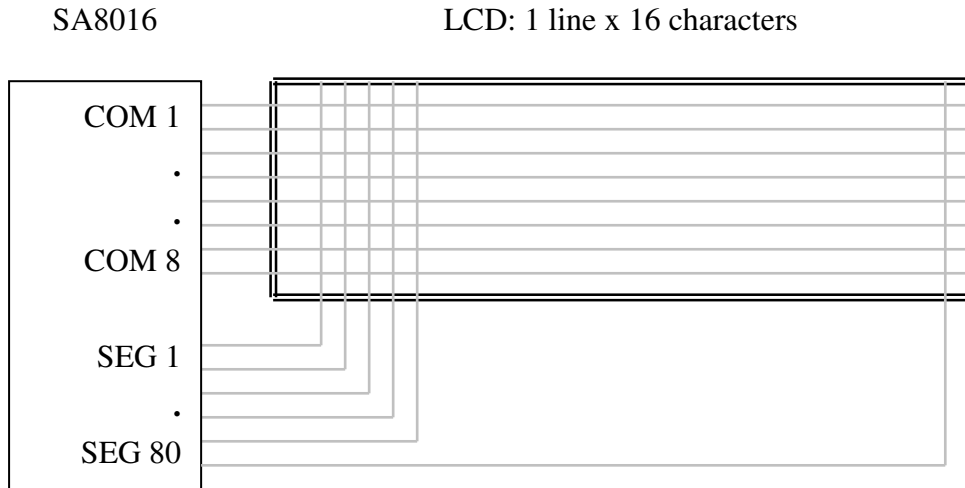 SA8016 LCD: 1 line x 16 characters
COM 1
.
.
COM 8
SEG 1
.
SEG 80